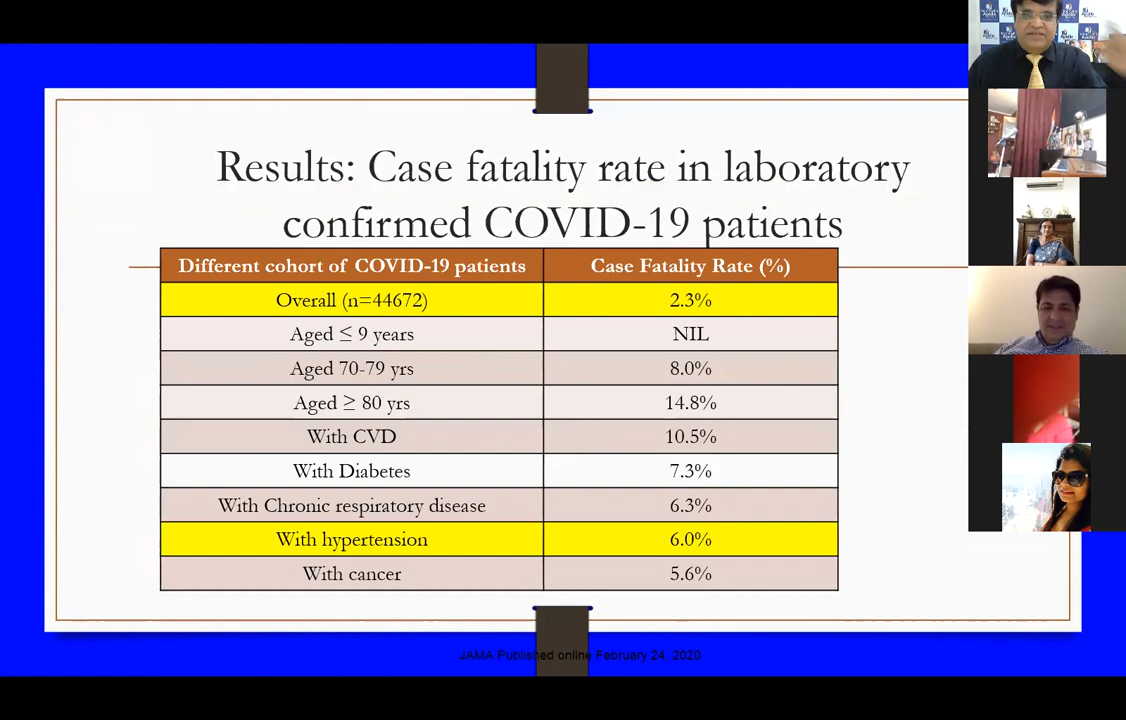 Results: Case fatality rate in laboratory
confirmed COVID-19 patients
Different cohort of COVID-19 patients Case Fatality Rate (%)
Overall (n=44672) 2.3%
Aged ≤ 9 years NIL
Aged 70-79 yrs 8.0%
Aged ≥ 80 yrs 14.8%
With CVD 10.5%
With Diabetes 7.3%
With Chronic respiratory disease 6.3%
With hypertension 6.0%
With cancer 5.6%
JAMA Published online February 24, 2020